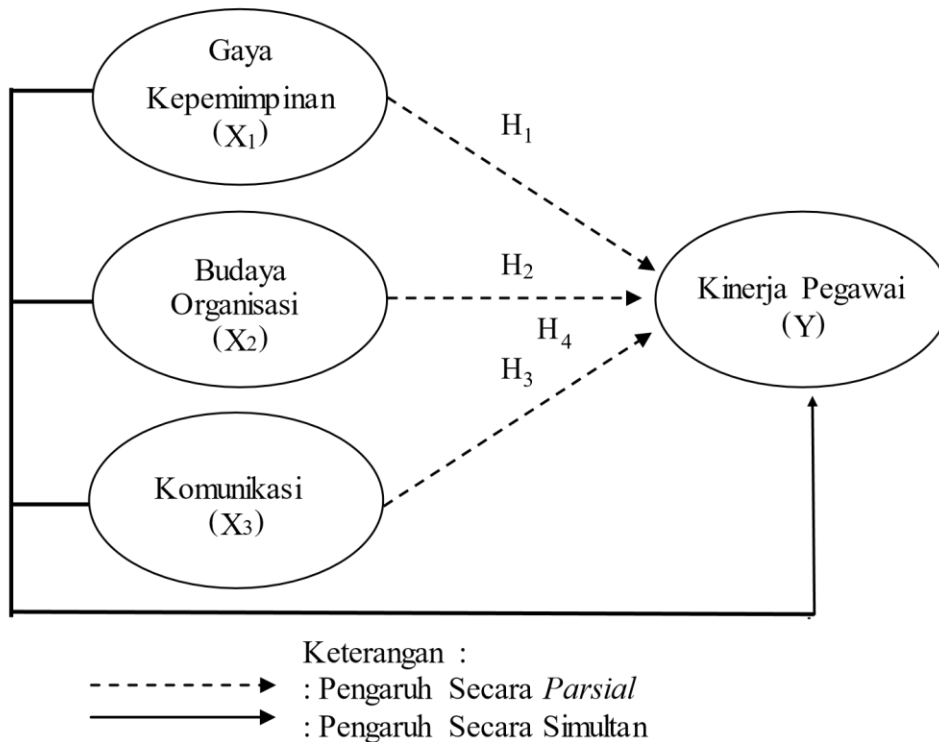 Gaya
Kepemimpinan
(X₁)
H₁
Budaya
Organisasi
(X₂)
H₂
H₄
H₃
Kinerja Pegawai
(Y)
Komunikasi
(X₃)
Keterangan :
: Pengaruh Secara Parsial
: Pengaruh Secara Simultan